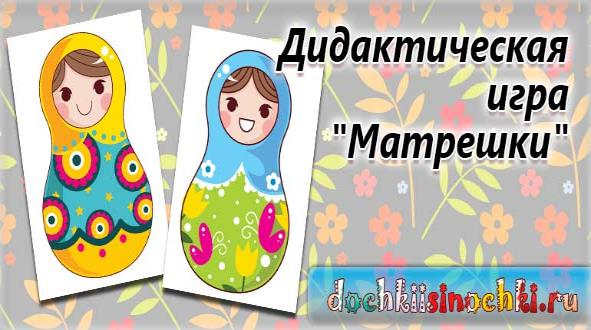 Дидактическая
игра
"Матрешки"
dochkiisinochki.ru